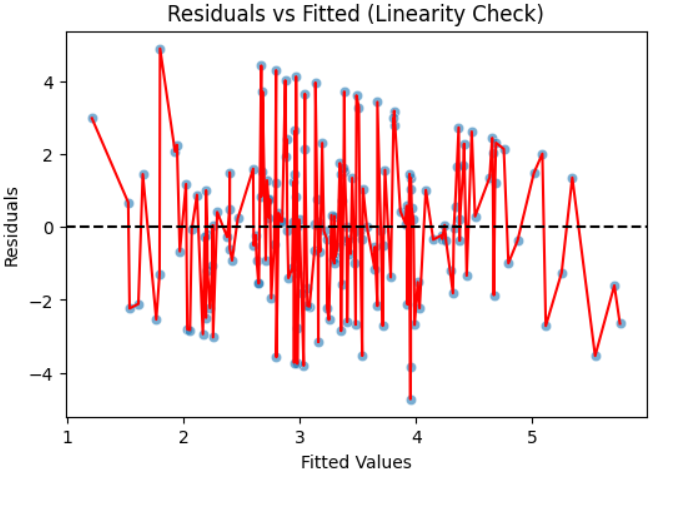 Residuals vs Fitted (Linearity Check)
4
2
0
−2
−4
Residuals
1 2 3 4 5
Fitted Values